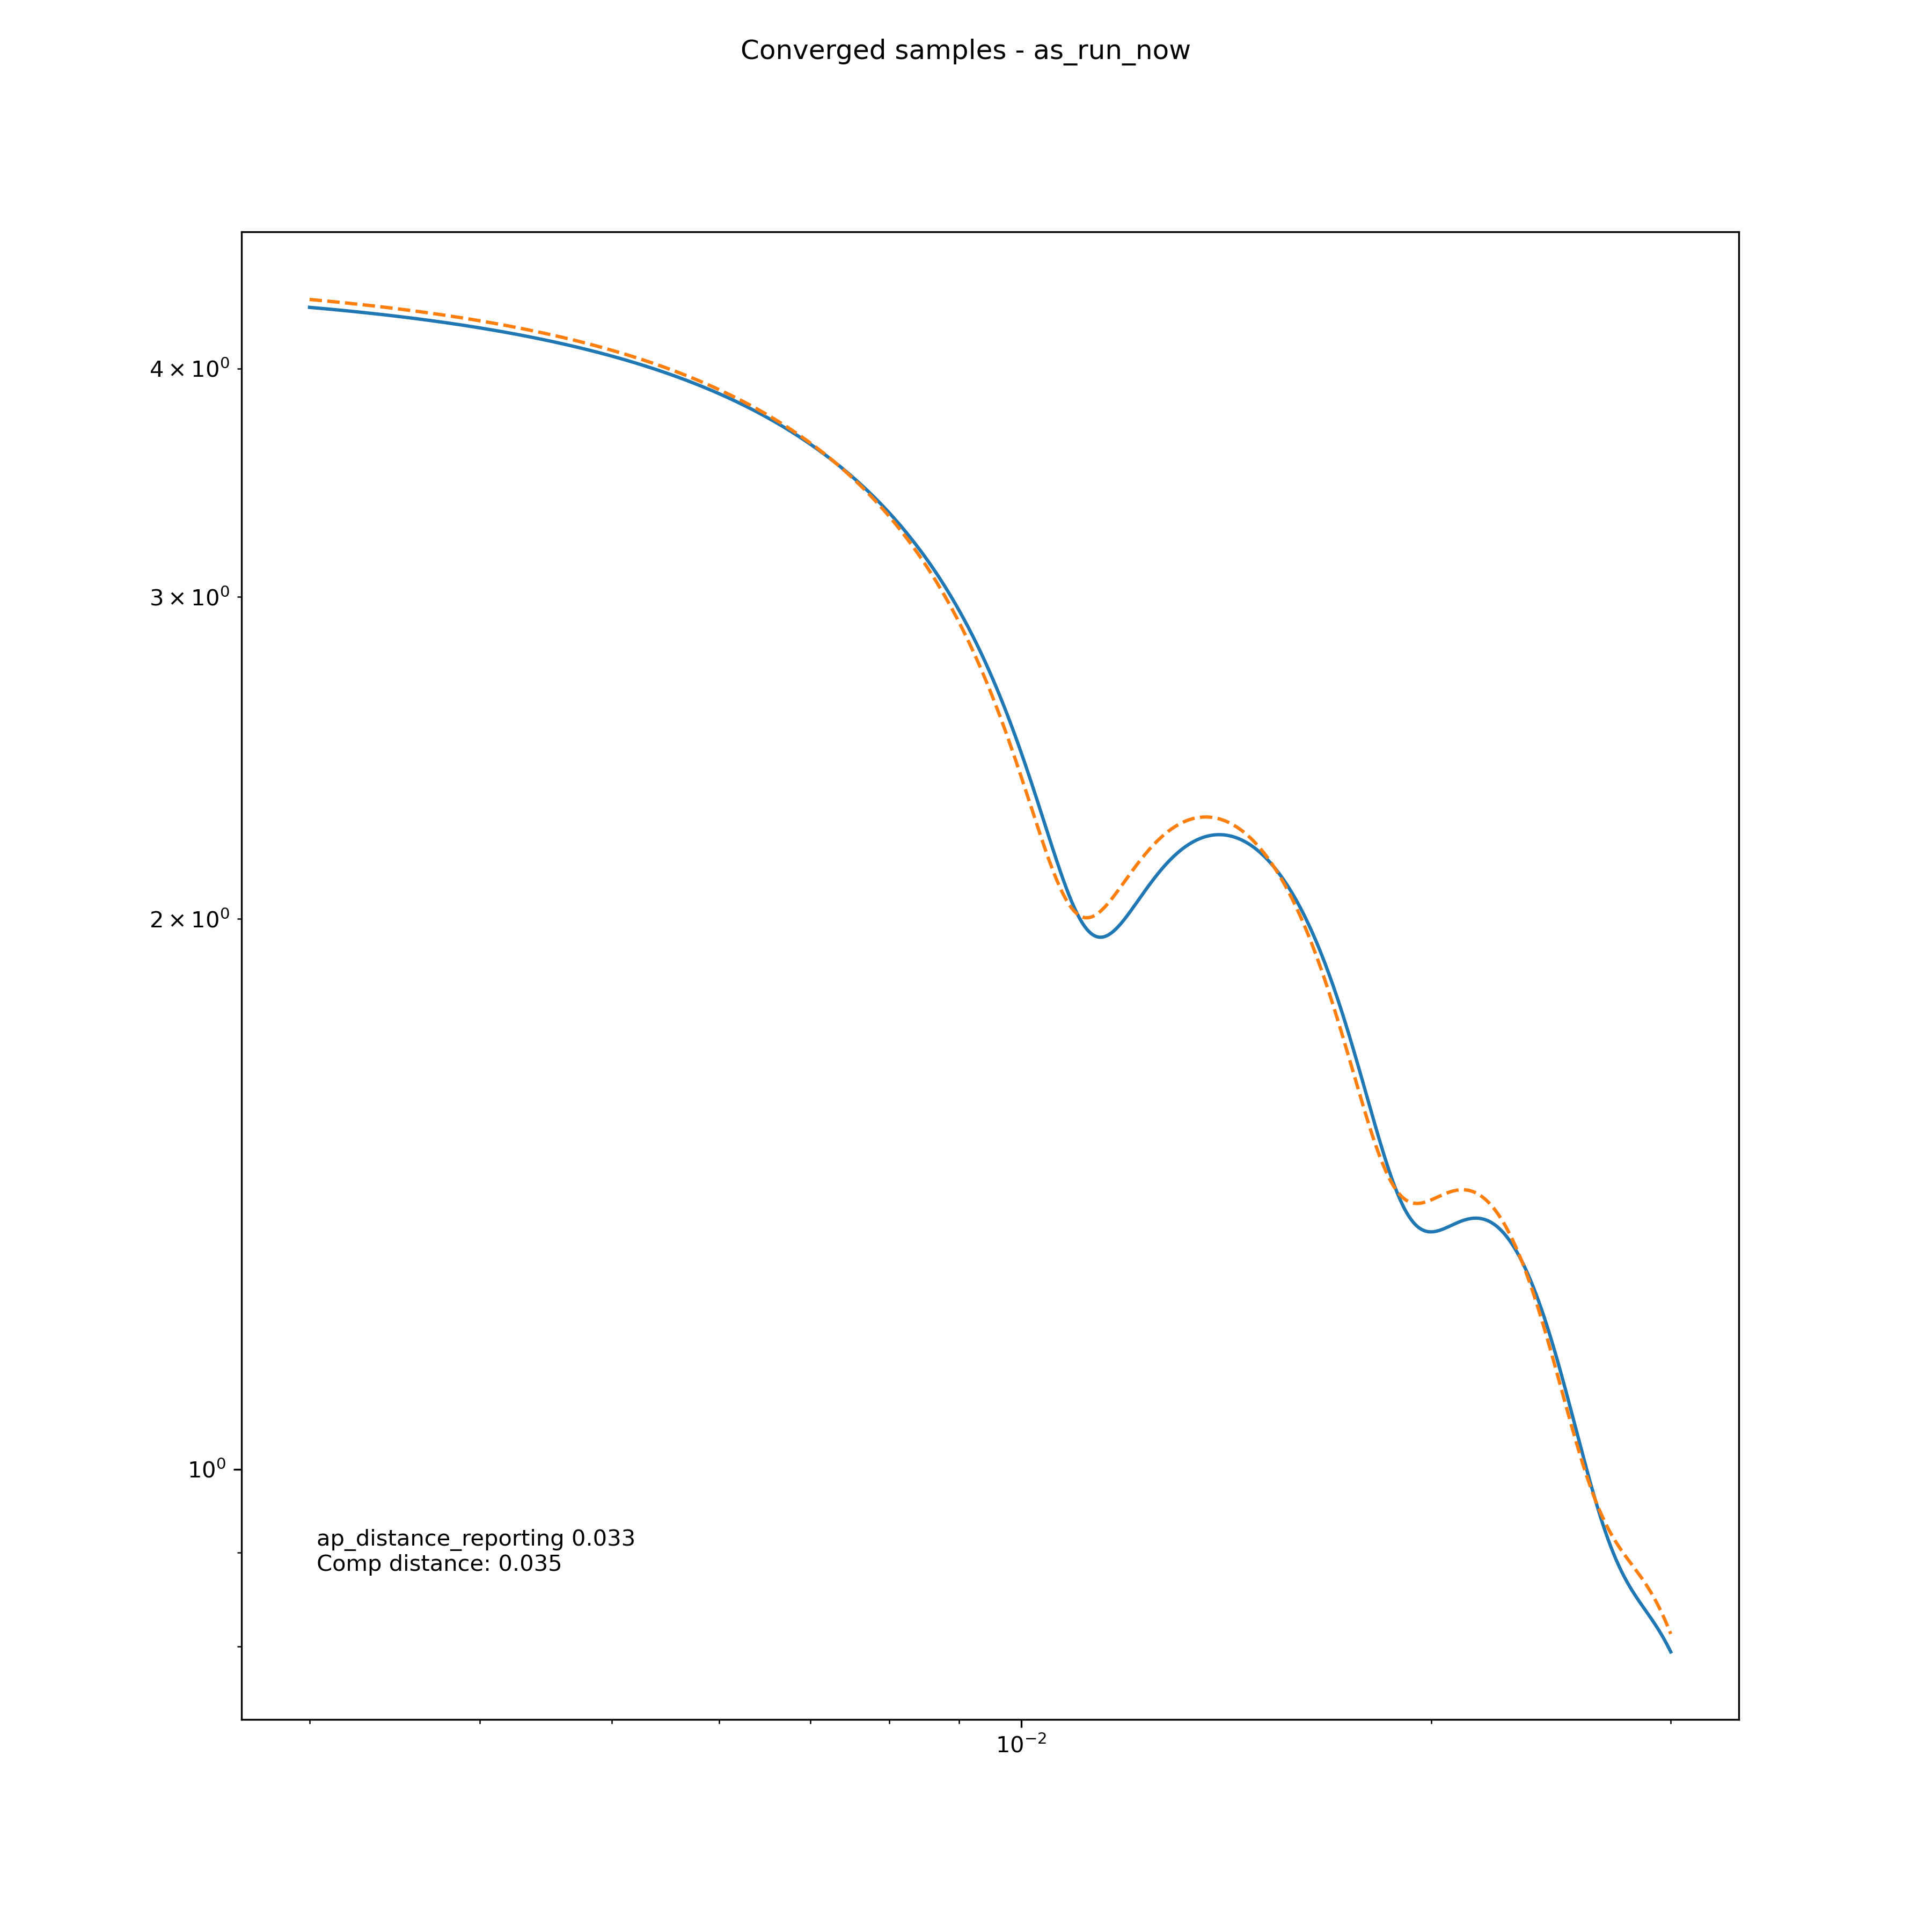 Converged samples - as_run_now
4 × 10⁰
3 × 10⁰
2 × 10⁰
10⁰
ap_distance_reporting 0.033
Comp distance: 0.035
10⁻²